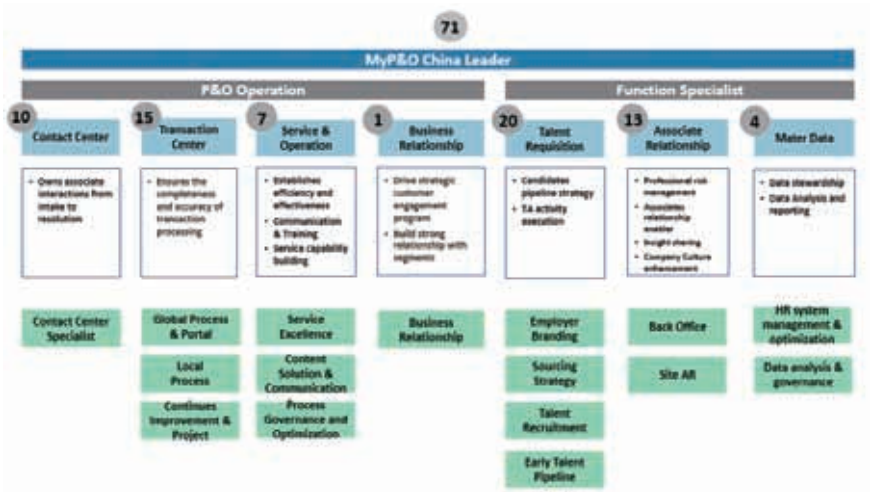 71
MyP&O China Leader
P&O Operation
Function Specialist
10
Contact Center
15
Transaction
Center
7
Service &
Operation
1
Business
Relationship
20
Talent
Requisition
13
Associate
Relationship
4
Mater Data
• Owns associate
interactions from
intake to
resolution
• Ensures the
completeness
and accuracy of
transaction
processing
• Establishes
efficiency and
effectiveness
• Communication
& Training
• Service capability
building
• Drive strategic
customer
engagement
program
• Build strong
relationship with
segments
• Candidates
pipeline strategy
• TA activity
execution
• Professional risk
management
• Associates
relationship
enabler
• Insight sharing
• Company Culture
enhancement
• Data stewardship
• Data Analysis and
reporting
Contact Center
Specialist
Global Process
& Portal
Local
Process
Continues
Improvement &
Project
Service
Excellence
Content
Solution &
Communication
Process
Governance and
Optimization
Business
Relationship
Employer
Branding
Sourcing
Strategy
Talent
Recruitment
Early Talent
Pipeline
Back Office
Site AR
HR system
management &
optimization
Data analysis &
governance